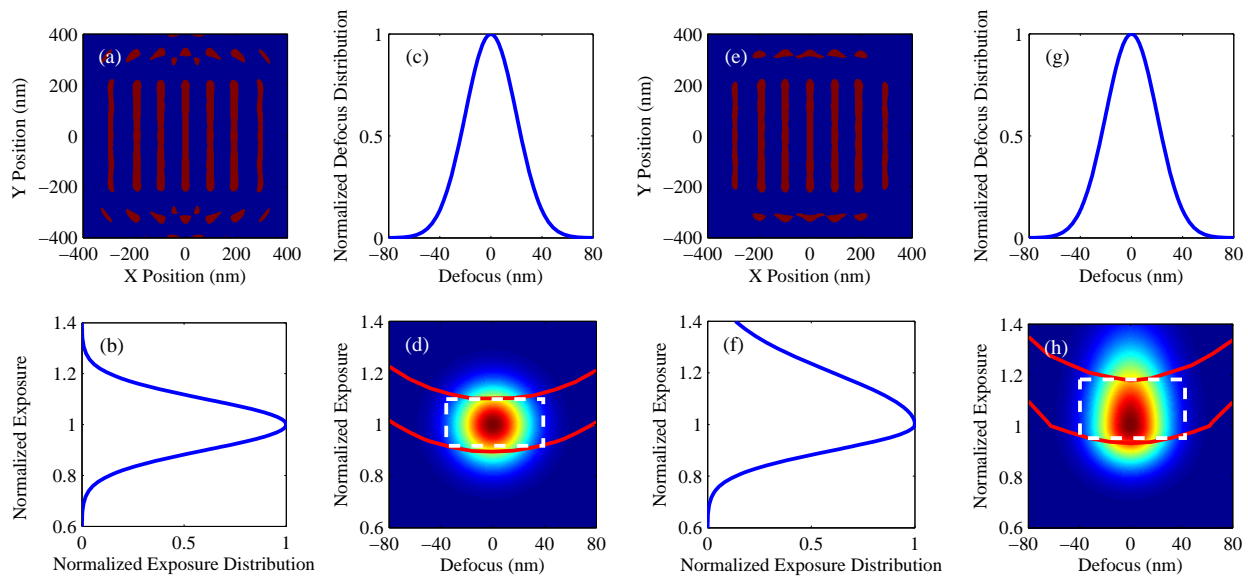 (a)
400
200
0
−200
−400
−400 −200 0 200 400
Y Position (nm)
X Position (nm)
(c)
1
0.5
0
−80 −40 0 40 80
Normalized Defocus Distribution
Defocus (nm)
(e)
400
200
0
−200
−400
−400 −200 0 200 400
Y Position (nm)
X Position (nm)
(g)
1
0.5
0
−80 −40 0 40 80
Normalized Defocus Distribution
Defocus (nm)
(b)
1.4
1.2
1
0.8
0.6
0 0.5 1
Normalized Exposure
Normalized Exposure Distribution
(d)
1.4
1.2
1
0.8
0.6
−80 −40 0 40 80
Normalized Exposure
Defocus (nm)
(f)
1.4
1.2
1
0.8
0.6
0 0.5 1
Normalized Exposure
Normalized Exposure Distribution
(h)
1.4
1.2
1
0.8
0.6
−80 −40 0 40 80
Normalized Exposure
Defocus (nm)